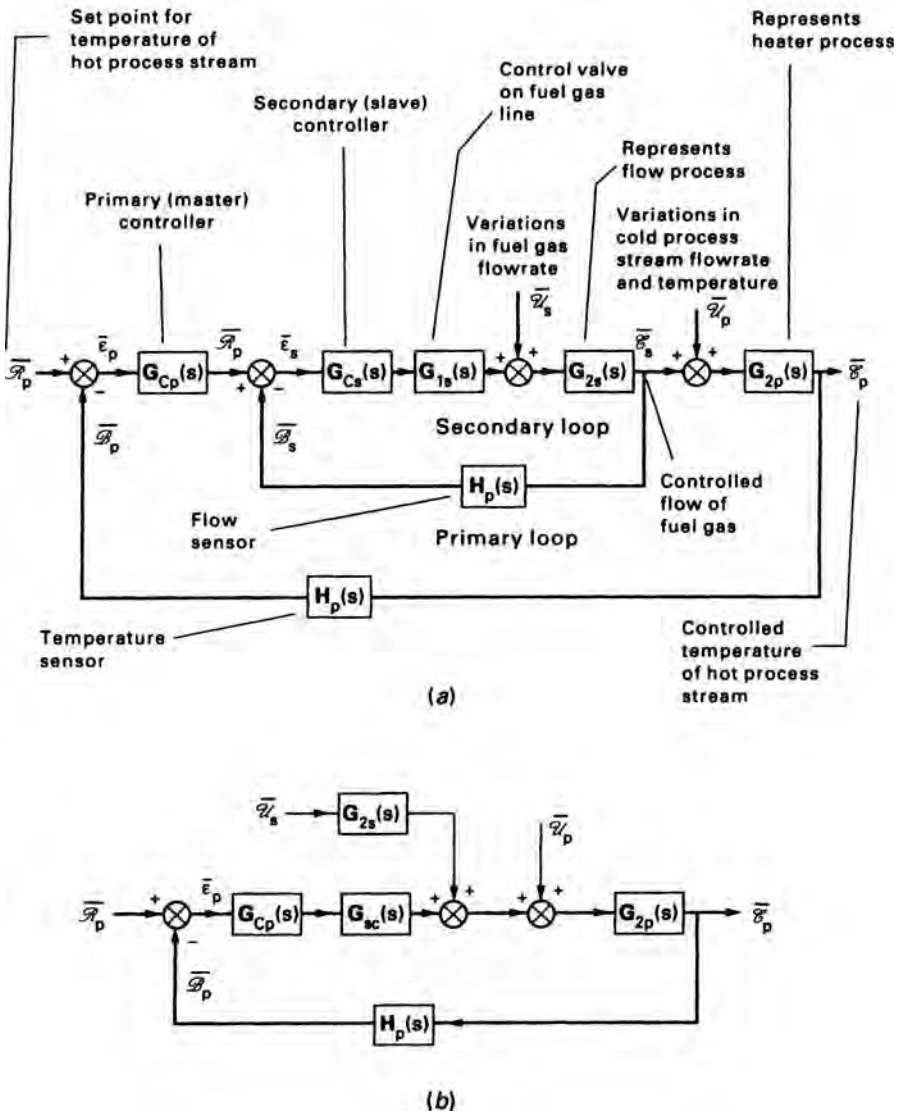 Set point for
temperature of
hot process stream
Represents
heater process
Control valve
on fuel gas
line
Secondary (slave)
controller
Represents
flow process
Primary (master)
controller
Variations
in fuel gas
flowrate
Variations in
cold process
stream flowrate
and temperature
𝒰̅s
𝒰̅p
ℛ̅p
+
−
ε̅p
G_Cp(s)
ℛ̅p
+
−
ε̅s
G_Cs(s)
G_1s(s)
+
+
G_2s(s)
𝒞̅s
+
+
G_2p(s)
𝒞̅p
ℬ̅p
ℬ̅s
Secondary loop
H_p(s)
Flow
sensor
Primary loop
Controlled
flow of
fuel gas
H_p(s)
Temperature
sensor
Controlled
temperature
of hot process
stream
(a)
𝒰̅s
G_2s(s)
𝒰̅p
ℛ̅p
+
−
ε̅p
G_Cp(s)
G_sc(s)
+
+
+
+
G_2p(s)
𝒞̅p
ℬ̅p
H_p(s)
(b)